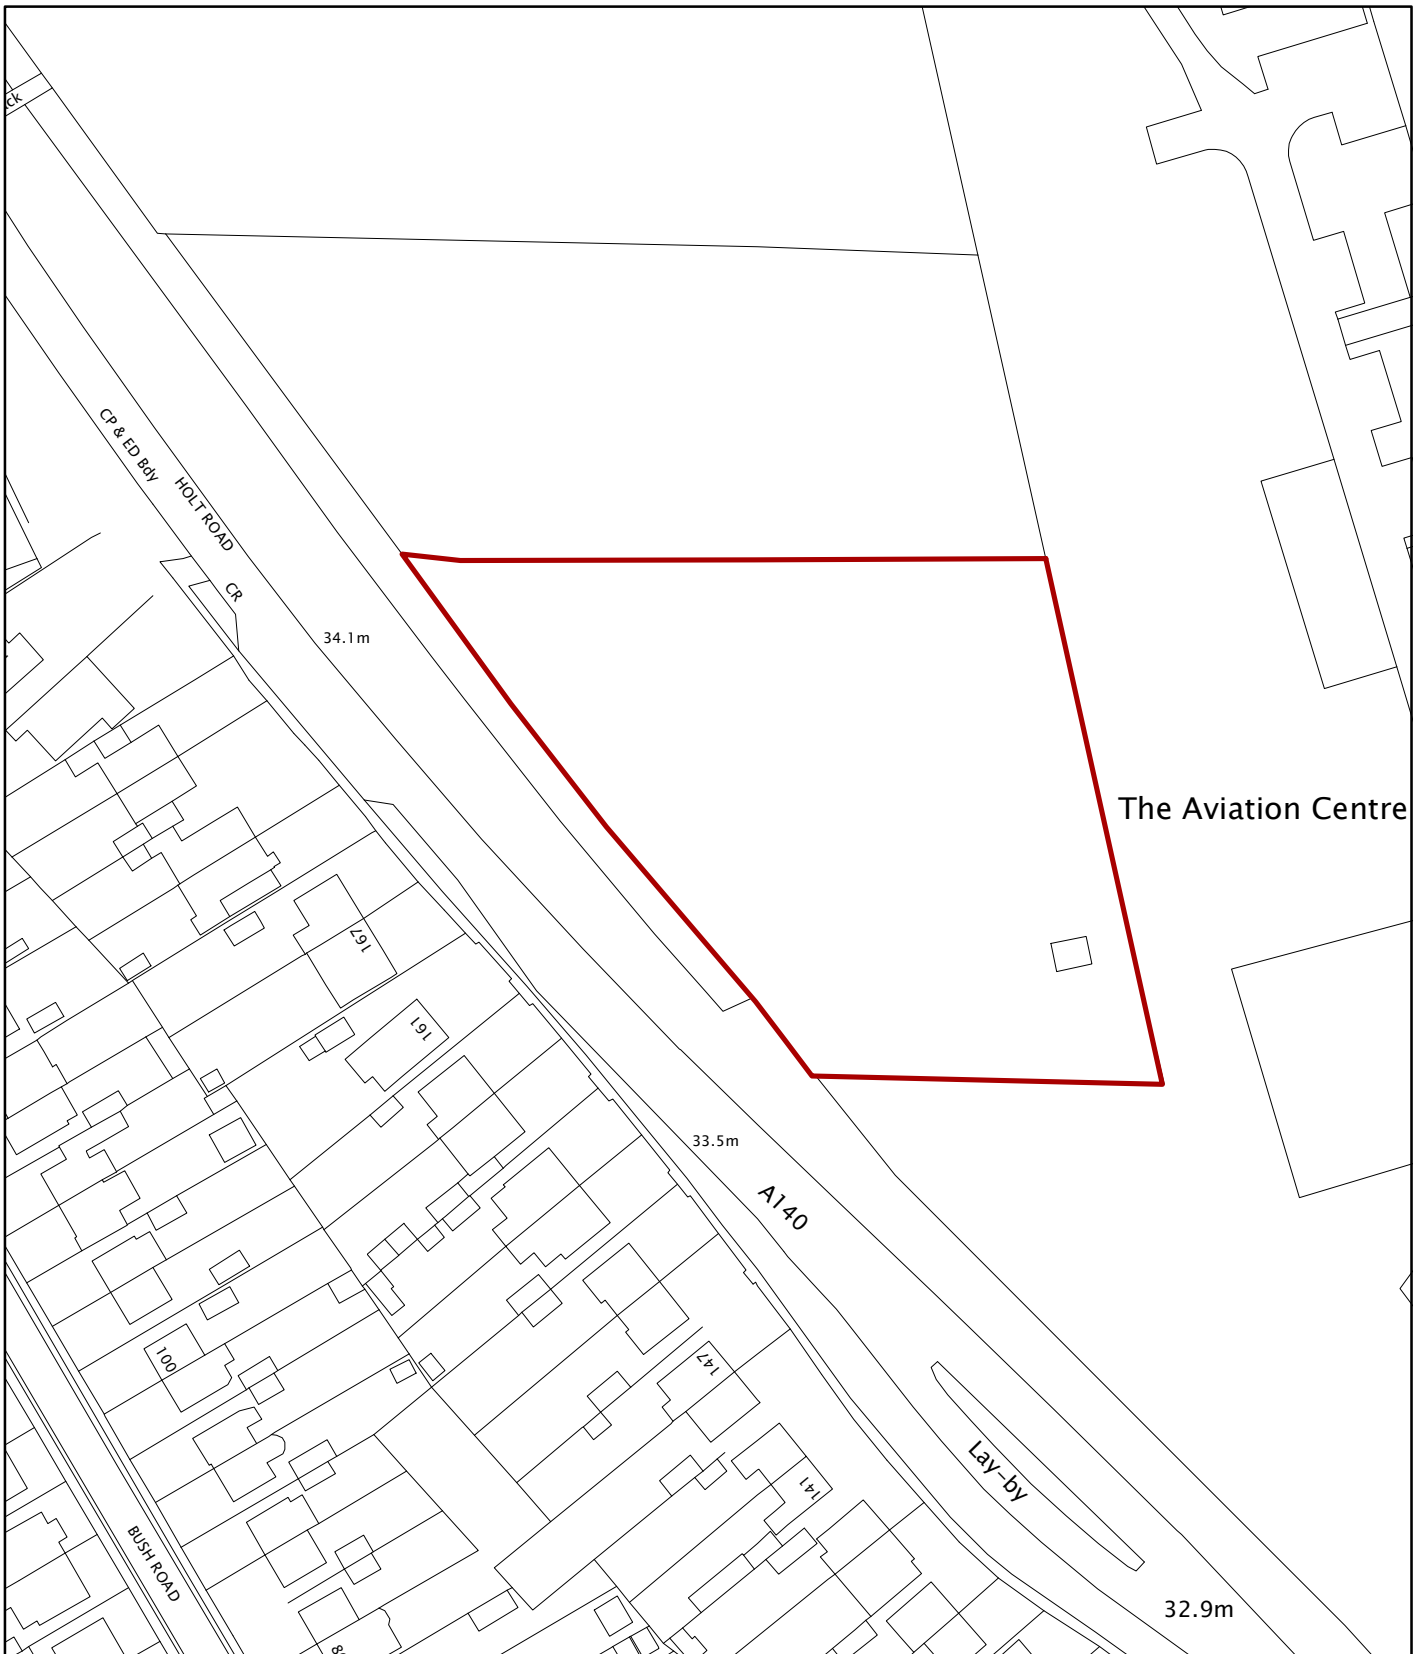 CP & ED Bdy
HOLT ROAD
CR
34.1m
The Aviation Centre
167
161
33.5m
A140
100
147
141
Lay-by
BUSH ROAD
32.9m